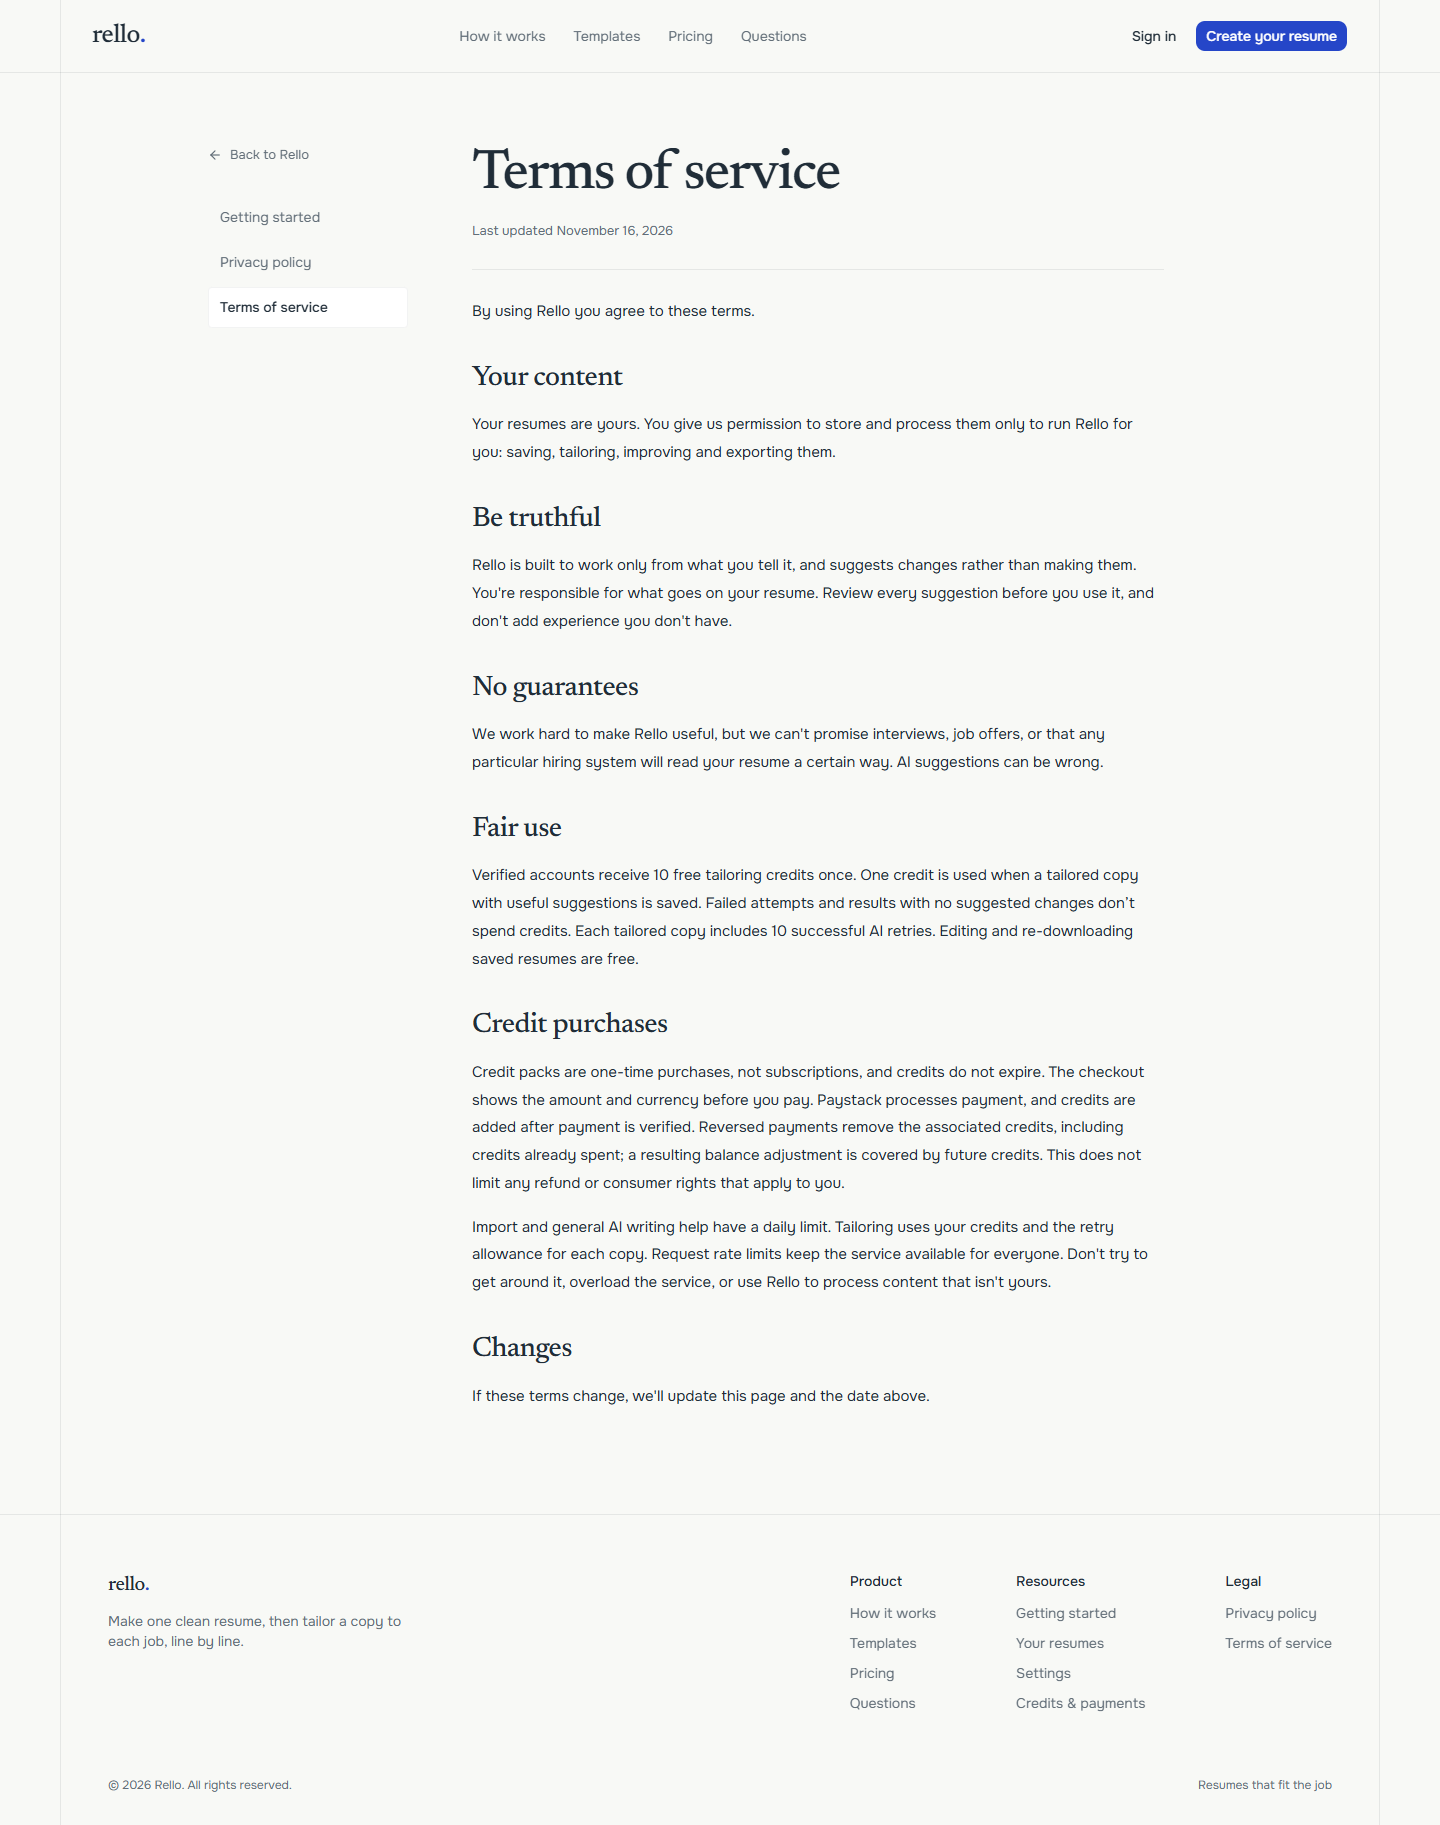 rello.
How it works
Templates
Pricing
Questions
Sign in
Create your resume
← Back to Rello
Getting started
Privacy policy
Terms of service
Terms of service
Last updated November 16, 2026
By using Rello you agree to these terms.
Your content
Your resumes are yours. You give us permission to store and process them only to run Rello for
you: saving, tailoring, improving and exporting them.
Be truthful
Rello is built to work only from what you tell it, and suggests changes rather than making them.
You're responsible for what goes on your resume. Review every suggestion before you use it, and
don't add experience you don't have.
No guarantees
We work hard to make Rello useful, but we can't promise interviews, job offers, or that any
particular hiring system will read your resume a certain way. AI suggestions can be wrong.
Fair use
Verified accounts receive 10 free tailoring credits once. One credit is used when a tailored copy
with useful suggestions is saved. Failed attempts and results with no suggested changes don’t
spend credits. Each tailored copy includes 10 successful AI retries. Editing and re-downloading
saved resumes are free.
Credit purchases
Credit packs are one-time purchases, not subscriptions, and credits do not expire. The checkout
shows the amount and currency before you pay. Paystack processes payment, and credits are
added after payment is verified. Reversed payments remove the associated credits, including
credits already spent; a resulting balance adjustment is covered by future credits. This does not
limit any refund or consumer rights that apply to you.
Import and general AI writing help have a daily limit. Tailoring uses your credits and the retry
allowance for each copy. Request rate limits keep the service available for everyone. Don't try to
get around it, overload the service, or use Rello to process content that isn't yours.
Changes
If these terms change, we'll update this page and the date above.
rello.
Make one clean resume, then tailor a copy to
each job, line by line.
Product
How it works
Templates
Pricing
Questions
Resources
Getting started
Your resumes
Settings
Credits & payments
Legal
Privacy policy
Terms of service
© 2026 Rello. All rights reserved.
Resumes that fit the job